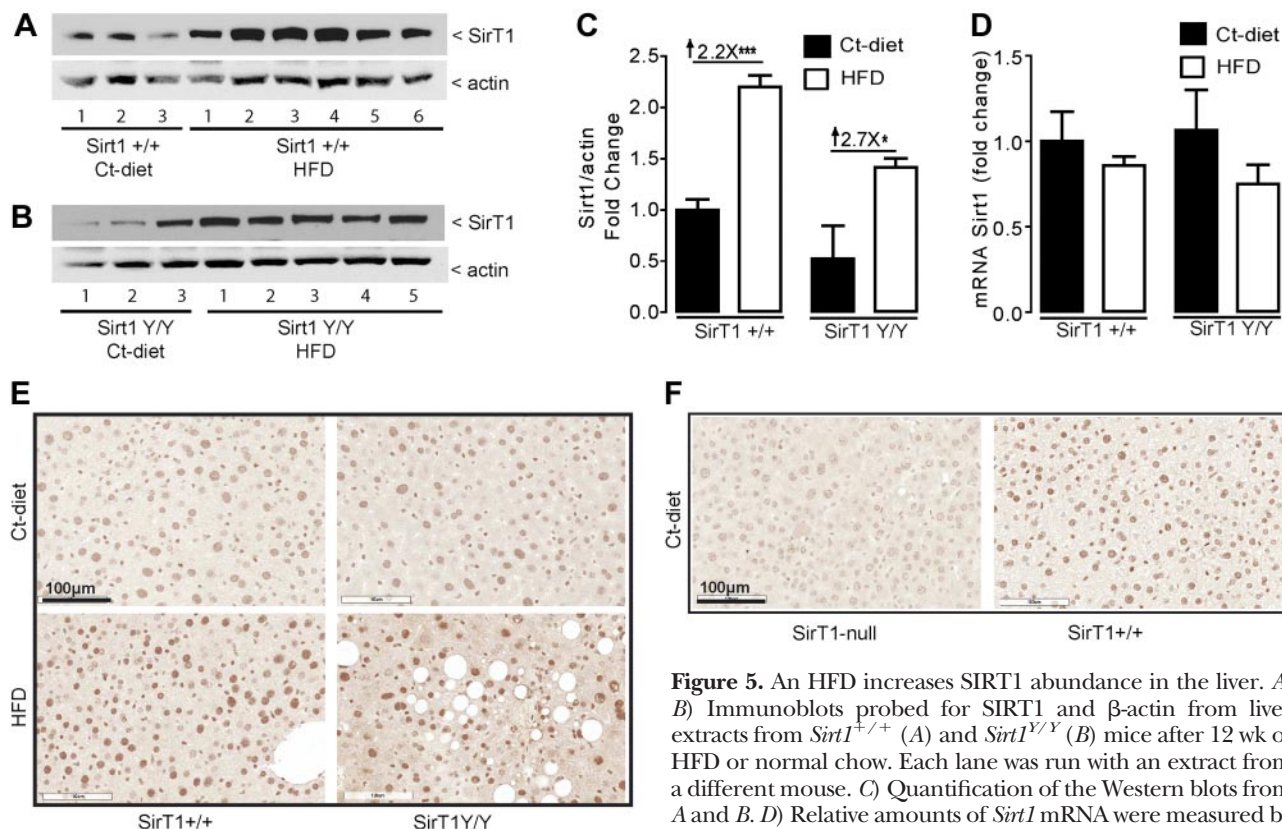 A
< SirT1
< actin
1 2 3 1 2 3 4 5 6
Sirt1 +/+ Sirt1 +/+
Ct-diet HFD
B
< SirT1
< actin
1 2 3 1 2 3 4 5
Sirt1 Y/Y Sirt1 Y/Y
Ct-diet HFD
C
Ct-diet
HFD
2.2X***
2.7X*
Sirt1/actin
Fold Change
2.5
2.0
1.5
1.0
0.5
0.0
SirT1 +/+ SirT1 Y/Y
D
Ct-diet
HFD
mRNA Sirt1 (fold change)
1.5
1.0
0.5
0.0
SirT1 +/+ SirT1 Y/Y
E
Ct-diet
100µm
HFD
SirT1+/+ SirT1Y/Y
F
Ct-diet
100µm
SirT1-null SirT1+/+
Figure 5. An HFD increases SIRT1 abundance in the liver.
B) Immunoblots probed for SIRT1 and β-actin from
extracts from Sirt1+/+ (A) and Sirt1Y/Y (B) mice after 12 wk
HFD or normal chow. Each lane was run with an extract
a different mouse. C) Quantification of the Western blots
A and B. D) Relative amounts of Sirt1 mRNA were measured